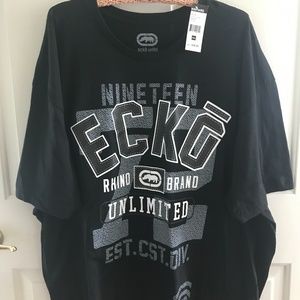 NINETEEN
ECKŌ
RHINO BRAND
UNLIMITED
EST.CST.DIV.